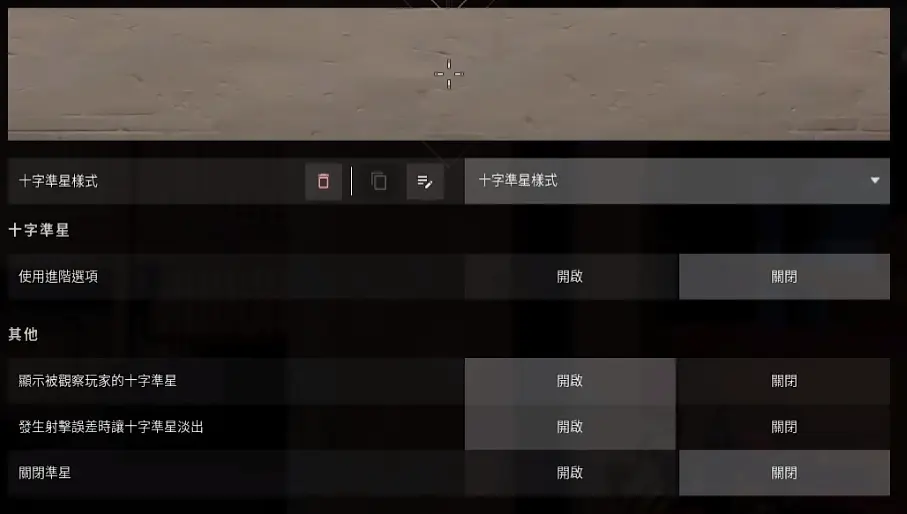 十字準星樣式 十字準星樣式
十字準星
使用進階選項 開啟 關閉
其他
顯示被觀察玩家的十字準星 開啟 關閉
發生射擊誤差時讓十字準星淡出 開啟 關閉
關閉準星 開啟 關閉